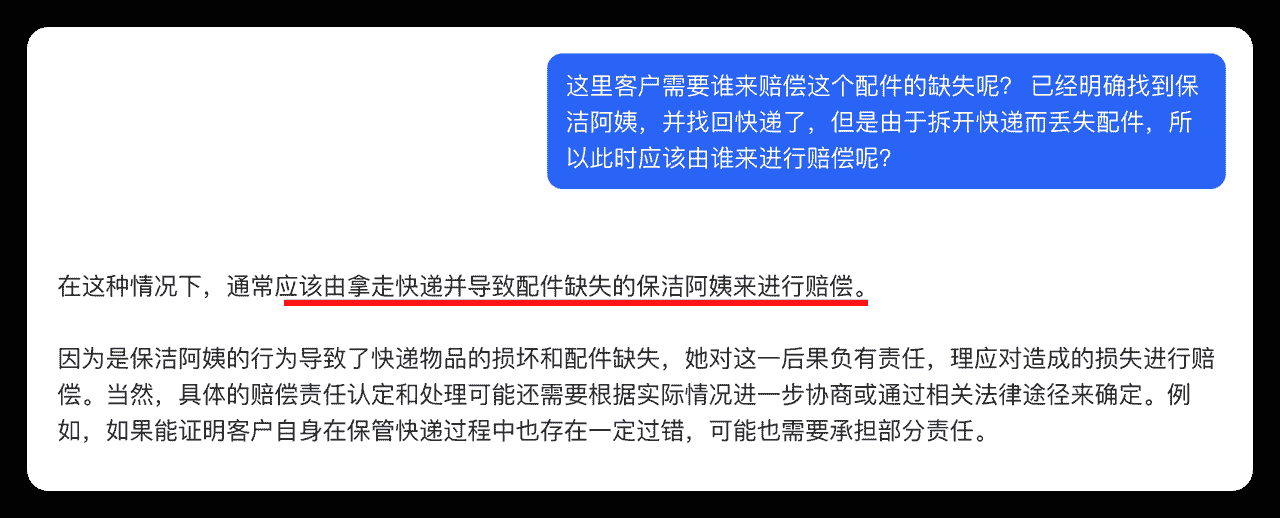 这里客户需要谁来赔偿这个配件的缺失呢？ 已经明确找到保
洁阿姨，并找回快递了，但是由于拆开快递而丢失配件，所
以此时应该由谁来进行赔偿呢？
在这种情况下，通常应该由拿走快递并导致配件缺失的保洁阿姨来进行赔偿。
因为是保洁阿姨的行为导致了快递物品的损坏和配件缺失，她对这一后果负有责任，理应对造成的损失进行赔
偿。当然，具体的赔偿责任认定和处理可能还需要根据实际情况进一步协商或通过相关法律途径来确定。例
如，如果能证明客户自身在保管快递过程中也存在一定过错，可能也需要承担部分责任。